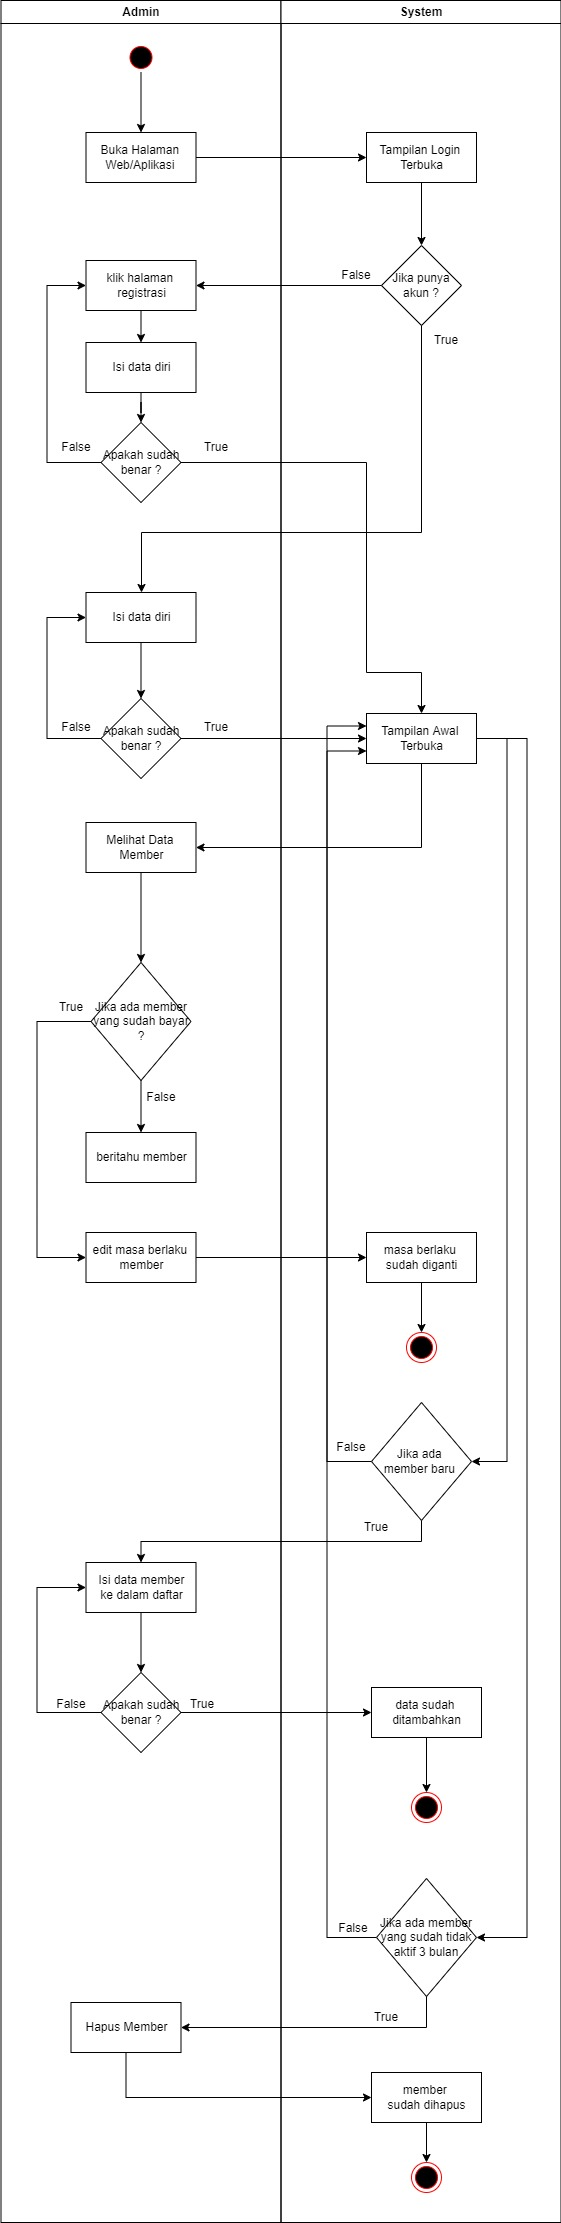 Admin
System
Buka Halaman
Web/Aplikasi
Tampilan Login
Terbuka
Jika punya
akun ?
False
True
klik halaman
registrasi
Isi data diri
Apakah sudah
benar ?
False
True
Isi data diri
Apakah sudah
benar ?
False
True
Tampilan Awal
Terbuka
Melihat Data
Member
Jika ada member
yang sudah bayar
?
True
False
beritahu member
edit masa berlaku
member
masa berlaku
sudah diganti
Jika ada
member baru
False
True
Isi data member
ke dalam daftar
Apakah sudah
benar ?
False
True
data sudah
ditambahkan
Jika ada member
yang sudah tidak
aktif 3 bulan
False
True
Hapus Member
member
sudah dihapus